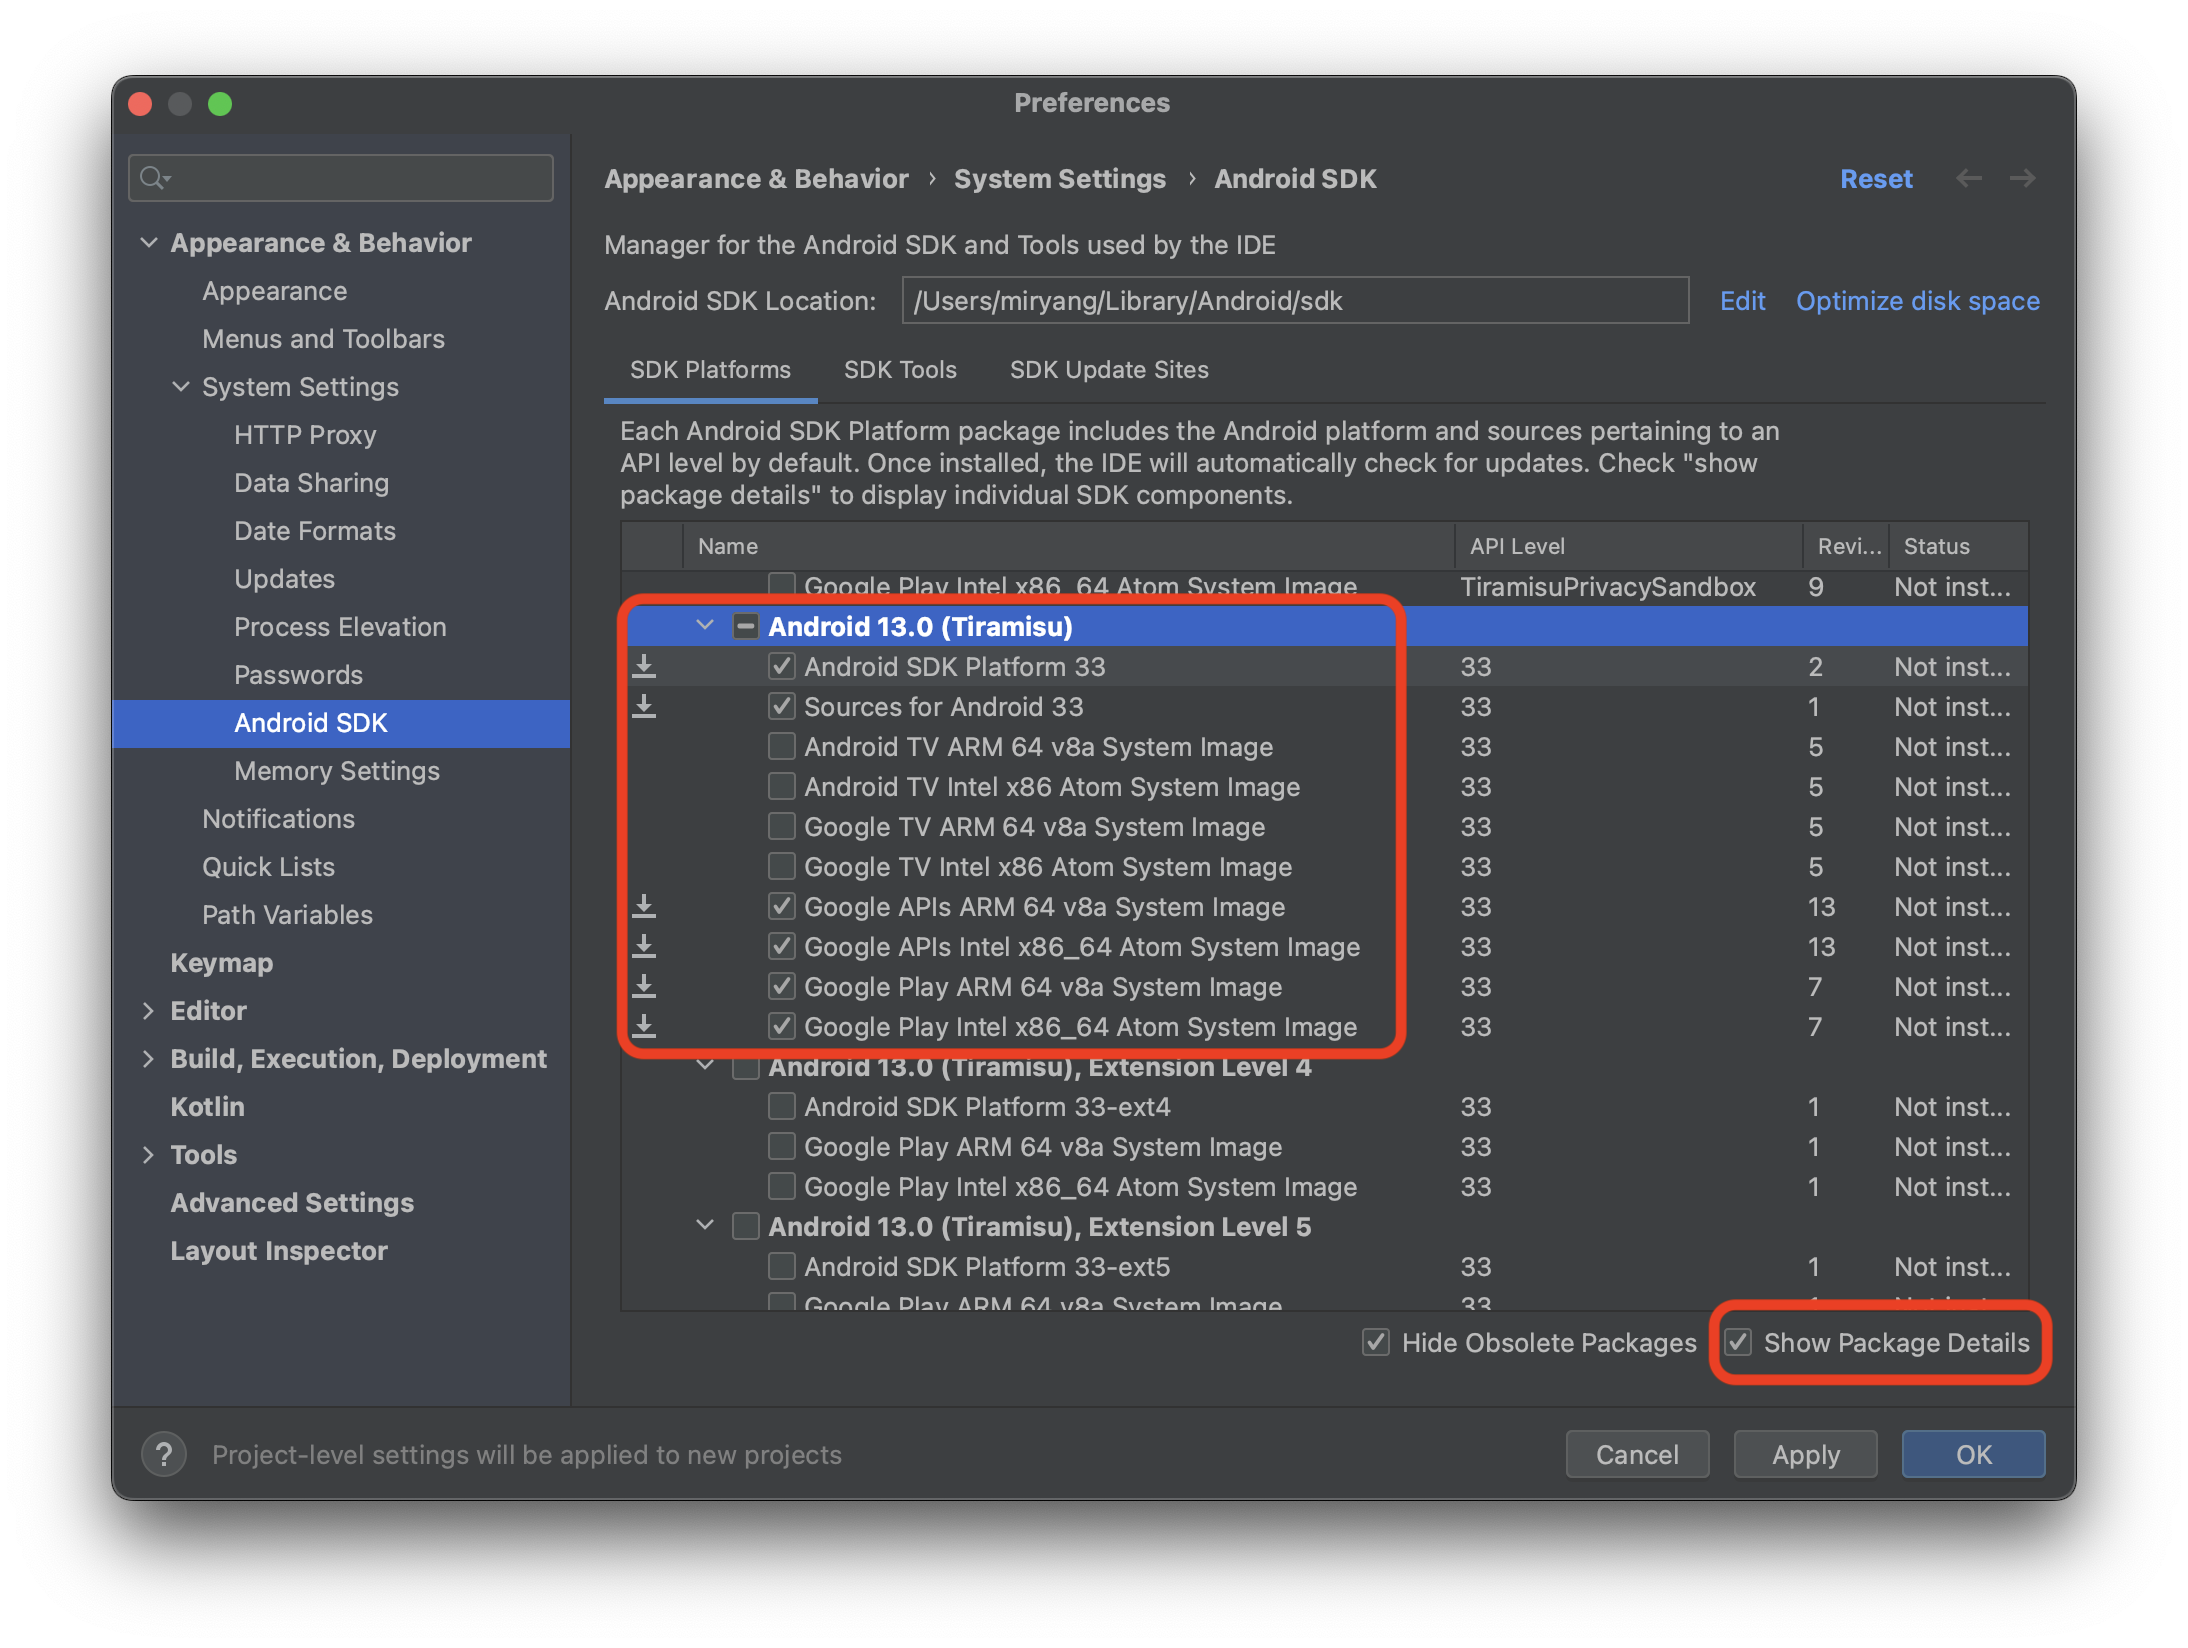 Preferences
Appearance & Behavior
Appearance
Menus and Toolbars
System Settings
HTTP Proxy
Data Sharing
Date Formats
Updates
Process Elevation
Passwords
Android SDK
Memory Settings
Notifications
Quick Lists
Path Variables
Keymap
Editor
Build, Execution, Deployment
Kotlin
Tools
Advanced Settings
Layout Inspector
Appearance & Behavior › System Settings › Android SDK Reset
Manager for the Android SDK and Tools used by the IDE
Android SDK Location: /Users/miryang/Library/Android/sdk Edit Optimize disk space
SDK Platforms SDK Tools SDK Update Sites
Each Android SDK Platform package includes the Android platform and sources pertaining to an
API level by default. Once installed, the IDE will automatically check for updates. Check "show
package details" to display individual SDK components.
Name API Level Revi... Status
Google Play Intel x86_64 Atom System Image TiramisuPrivacySandbox 9 Not inst...
Android 13.0 (Tiramisu)
Android SDK Platform 33 33 2 Not inst...
Sources for Android 33 33 1 Not inst...
Android TV ARM 64 v8a System Image 33 5 Not inst...
Android TV Intel x86 Atom System Image 33 5 Not inst...
Google TV ARM 64 v8a System Image 33 5 Not inst...
Google TV Intel x86 Atom System Image 33 5 Not inst...
Google APIs ARM 64 v8a System Image 33 13 Not inst...
Google APIs Intel x86_64 Atom System Image 33 13 Not inst...
Google Play ARM 64 v8a System Image 33 7 Not inst...
Google Play Intel x86_64 Atom System Image 33 7 Not inst...
Android 13.0 (Tiramisu), Extension Level 4
Android SDK Platform 33-ext4 33 1 Not inst...
Google Play ARM 64 v8a System Image 33 1 Not inst...
Google Play Intel x86_64 Atom System Image 33 1 Not inst...
Android 13.0 (Tiramisu), Extension Level 5
Android SDK Platform 33-ext5 33 1 Not inst...
Google Play ARM 64 v8a System Image 33 1 Not inst...
Hide Obsolete Packages Show Package Details
? Project-level settings will be applied to new projects Cancel Apply OK